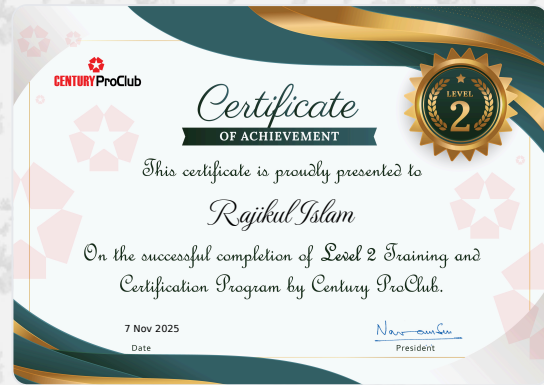 CENTURY ProClub
LEVEL
2
Certificate
OF ACHIEVEMENT
This certificate is proudly presented to
Rajikul Islam
On the successful completion of Level 2 Training and
Certification Program by Century ProClub.
7 Nov 2025
Date
President